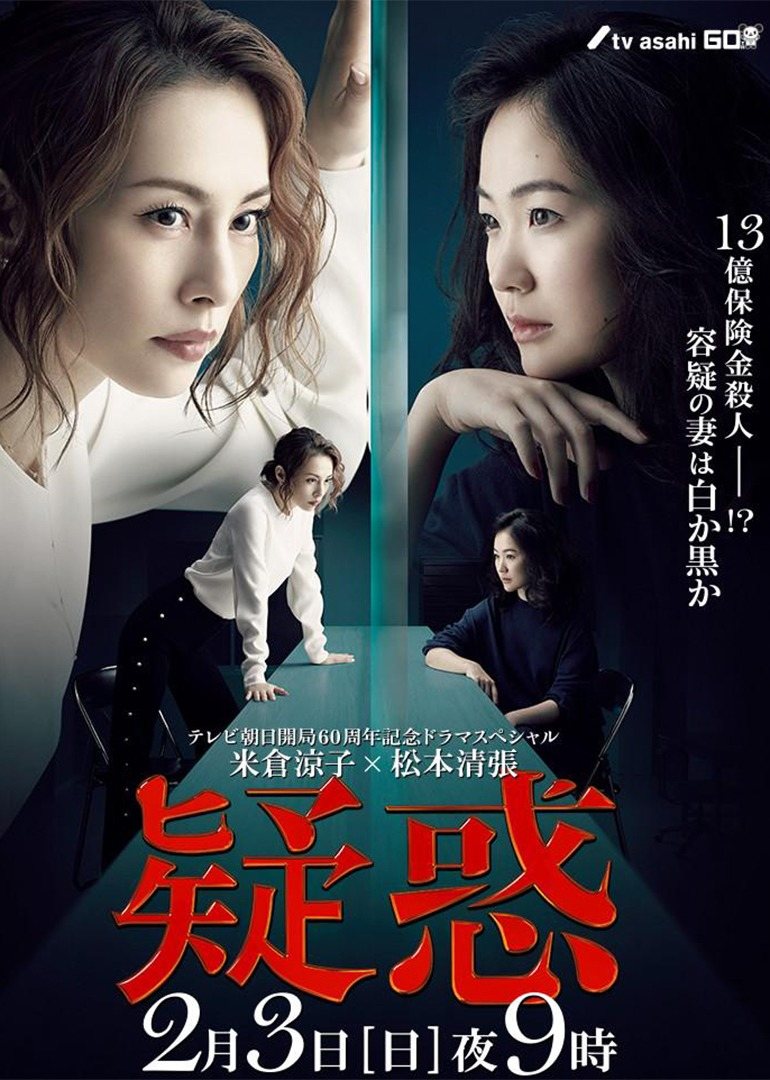 tv asahi GO
13億保険金殺人――!?
容疑の妻は白か黒か
テレビ朝日開局60周年記念ドラマスペシャル
米倉涼子×松本清張
疑惑
2月3日[日]夜9時